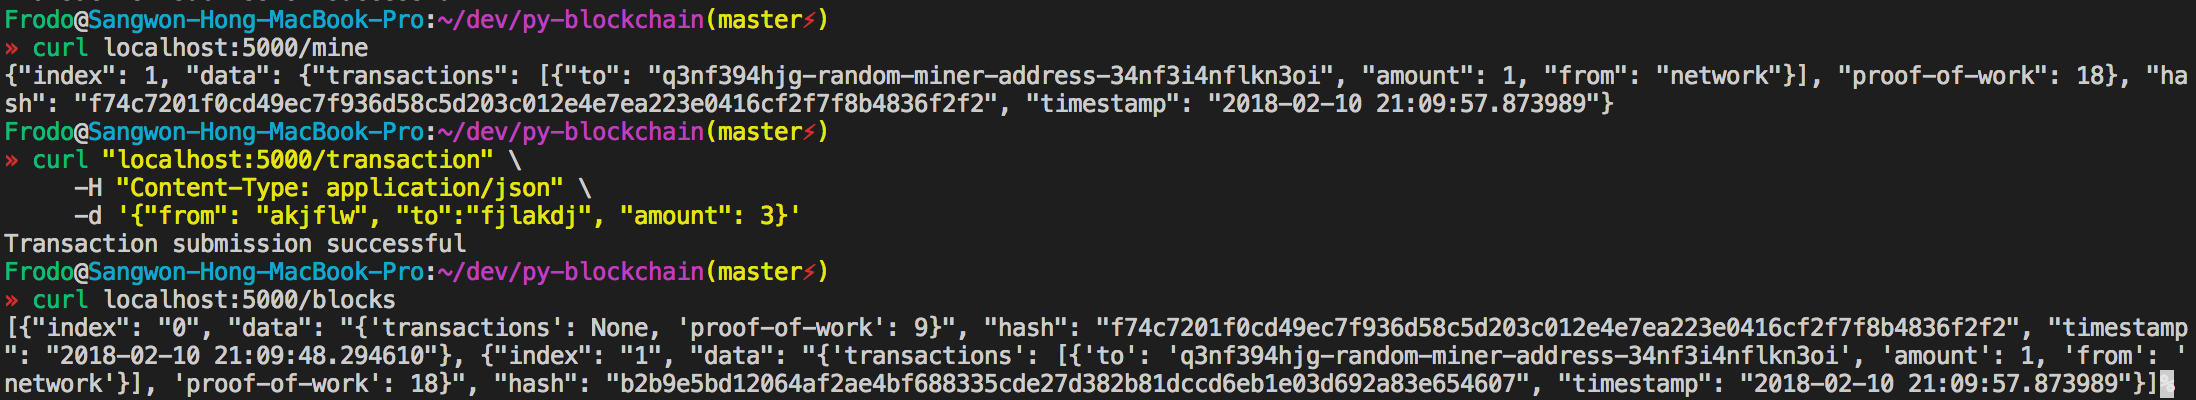 Frodo@Sangwon-Hong-MacBook-Pro:~/dev/py-blockchain(master⚡)
» curl localhost:5000/mine
{"index": 1, "data": {"transactions": [{"to": "q3nf394hjg-random-miner-address-34nf3i4nflkn3oi", "amount": 1, "from": "network"}], "proof-of-work": 18}, "ha
sh": "f74c7201f0cd49ec7f936d58c5d203c012e4e7ea223e0416cf2f7f8b4836f2f2", "timestamp": "2018-02-10 21:09:57.873989"}
Frodo@Sangwon-Hong-MacBook-Pro:~/dev/py-blockchain(master⚡)
» curl "localhost:5000/transaction" \
     -H "Content-Type: application/json" \
     -d '{"from": "akjflw", "to":"fjlakdj", "amount": 3}'
Transaction submission successful
Frodo@Sangwon-Hong-MacBook-Pro:~/dev/py-blockchain(master⚡)
» curl localhost:5000/blocks
[{"index": "0", "data": "{'transactions': None, 'proof-of-work': 9}", "hash": "f74c7201f0cd49ec7f936d58c5d203c012e4e7ea223e0416cf2f7f8b4836f2f2", "timestamp
": "2018-02-10 21:09:48.294610"}, {"index": "1", "data": "{'transactions': [{'to': 'q3nf394hjg-random-miner-address-34nf3i4nflkn3oi', 'amount': 1, 'from': '
network'}], 'proof-of-work': 18}", "hash": "b2b9e5bd12064af2ae4bf688335cde27d382b81dccd6eb1e03d692a83e654607", "timestamp": "2018-02-10 21:09:57.873989"}]%